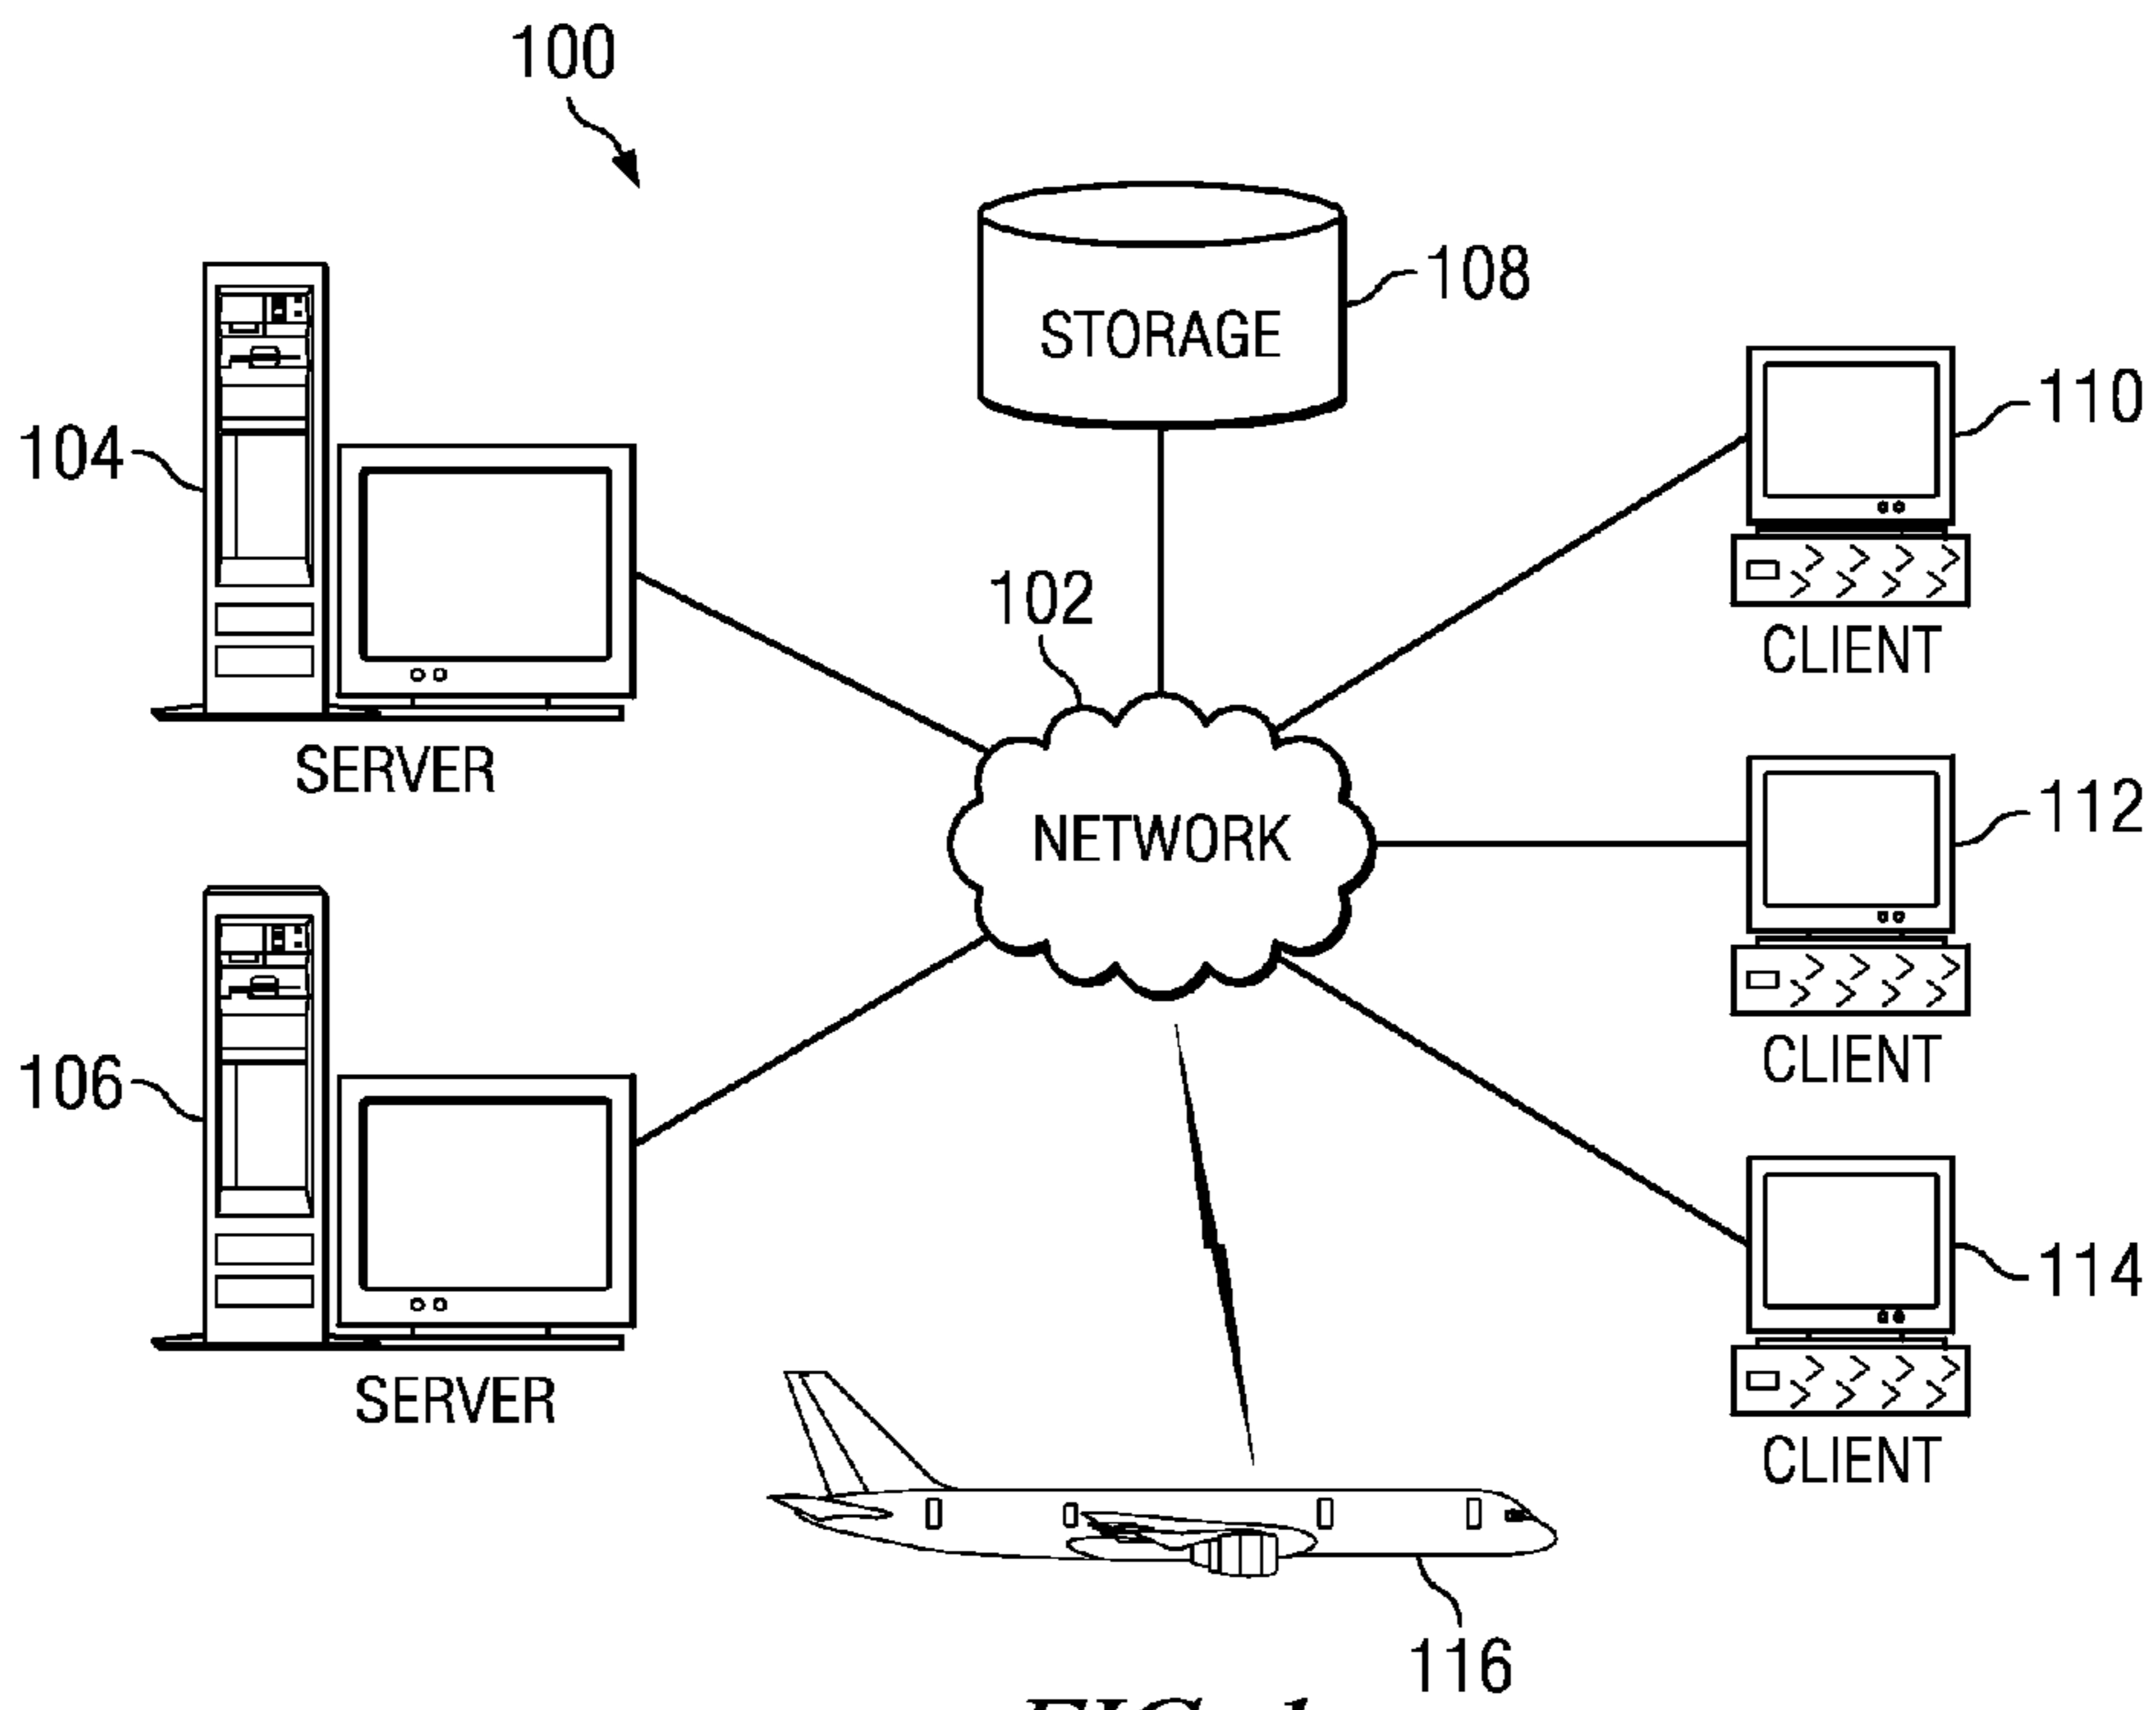 100
108
STORAGE
110
104
102
CLIENT
SERVER
112
NETWORK
106
CLIENT
114
SERVER
CLIENT
116